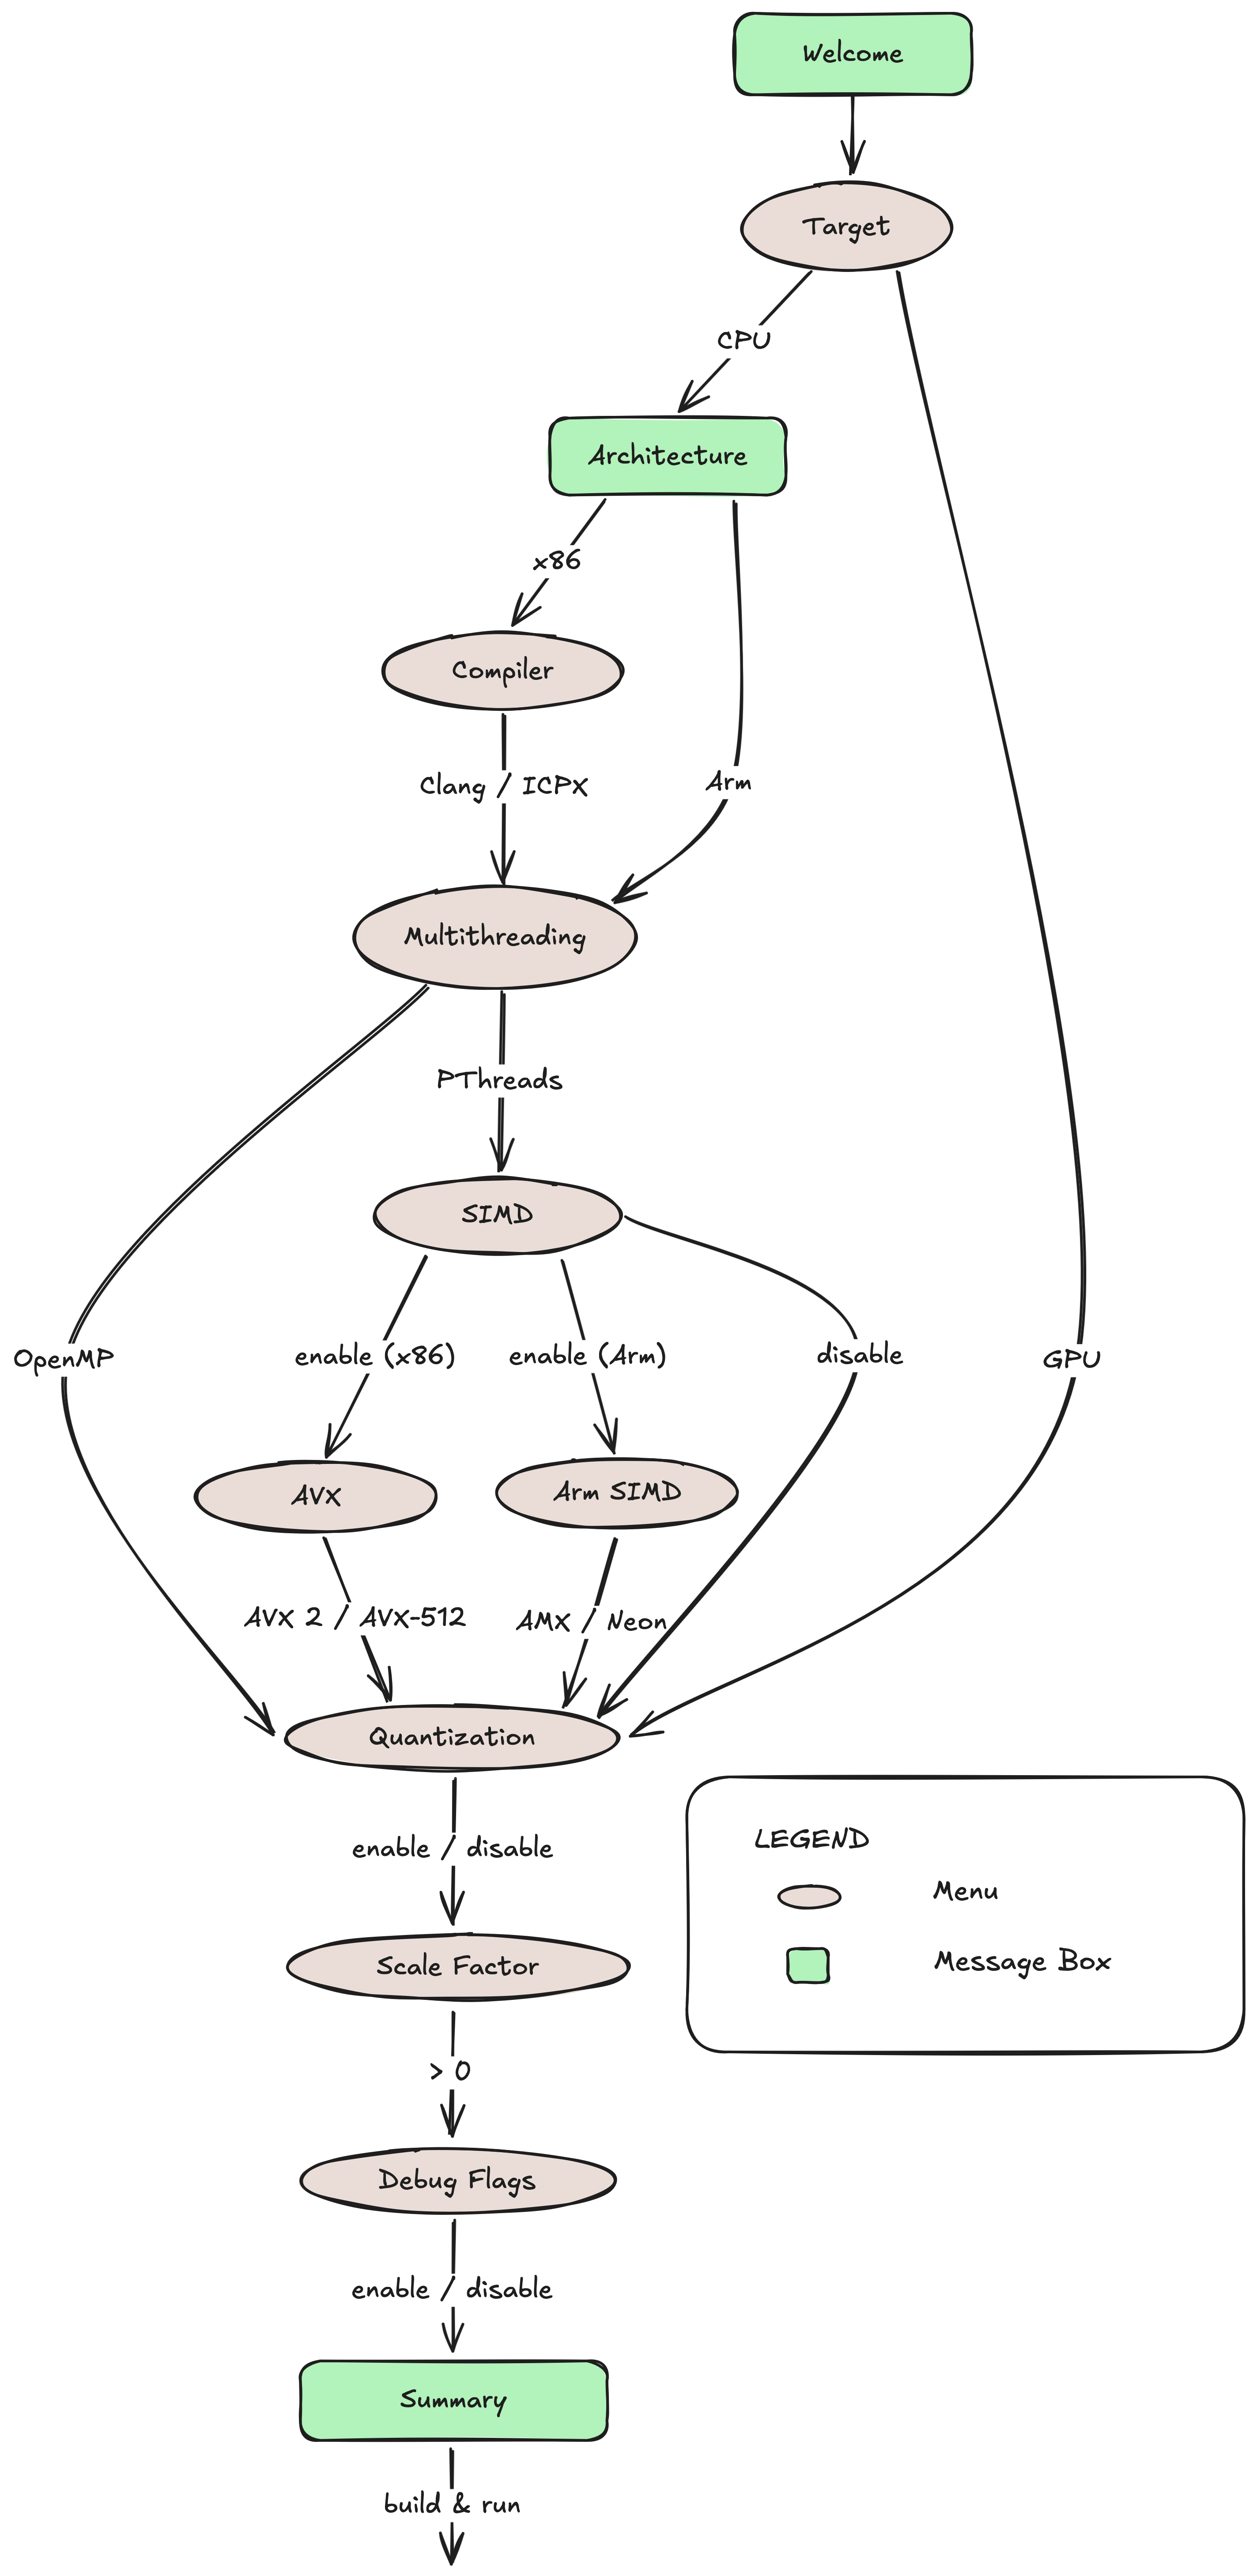 Welcome
Target
CPU
Architecture
x86
Compiler
Clang / ICPX
Arm
Multithreading
PThreads
SIMD
OpenMP
enable (x86)
enable (Arm)
disable
GPU
AVX
Arm SIMD
AVX 2 / AVX-512
AMX / Neon
Quantization
enable / disable
LEGEND
Menu
Message Box
Scale Factor
> 0
Debug Flags
enable / disable
Summary
build & run